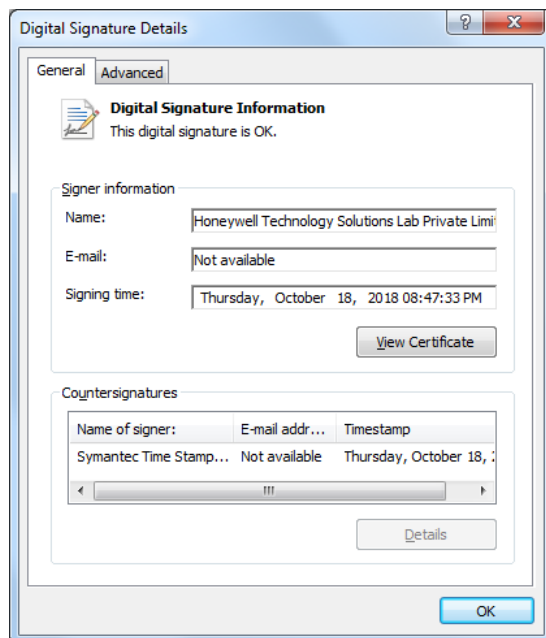 Digital Signature Details
General Advanced
Digital Signature Information
This digital signature is OK.
Signer information
Name: Honeywell Technology Solutions Lab Private Limi
E-mail: Not available
Signing time: Thursday, October 18, 2018 08:47:33 PM
View Certificate
Countersignatures
Name of signer: E-mail addr... Timestamp
Symantec Time Stamp... Not available Thursday, October 18, 2
Details
OK